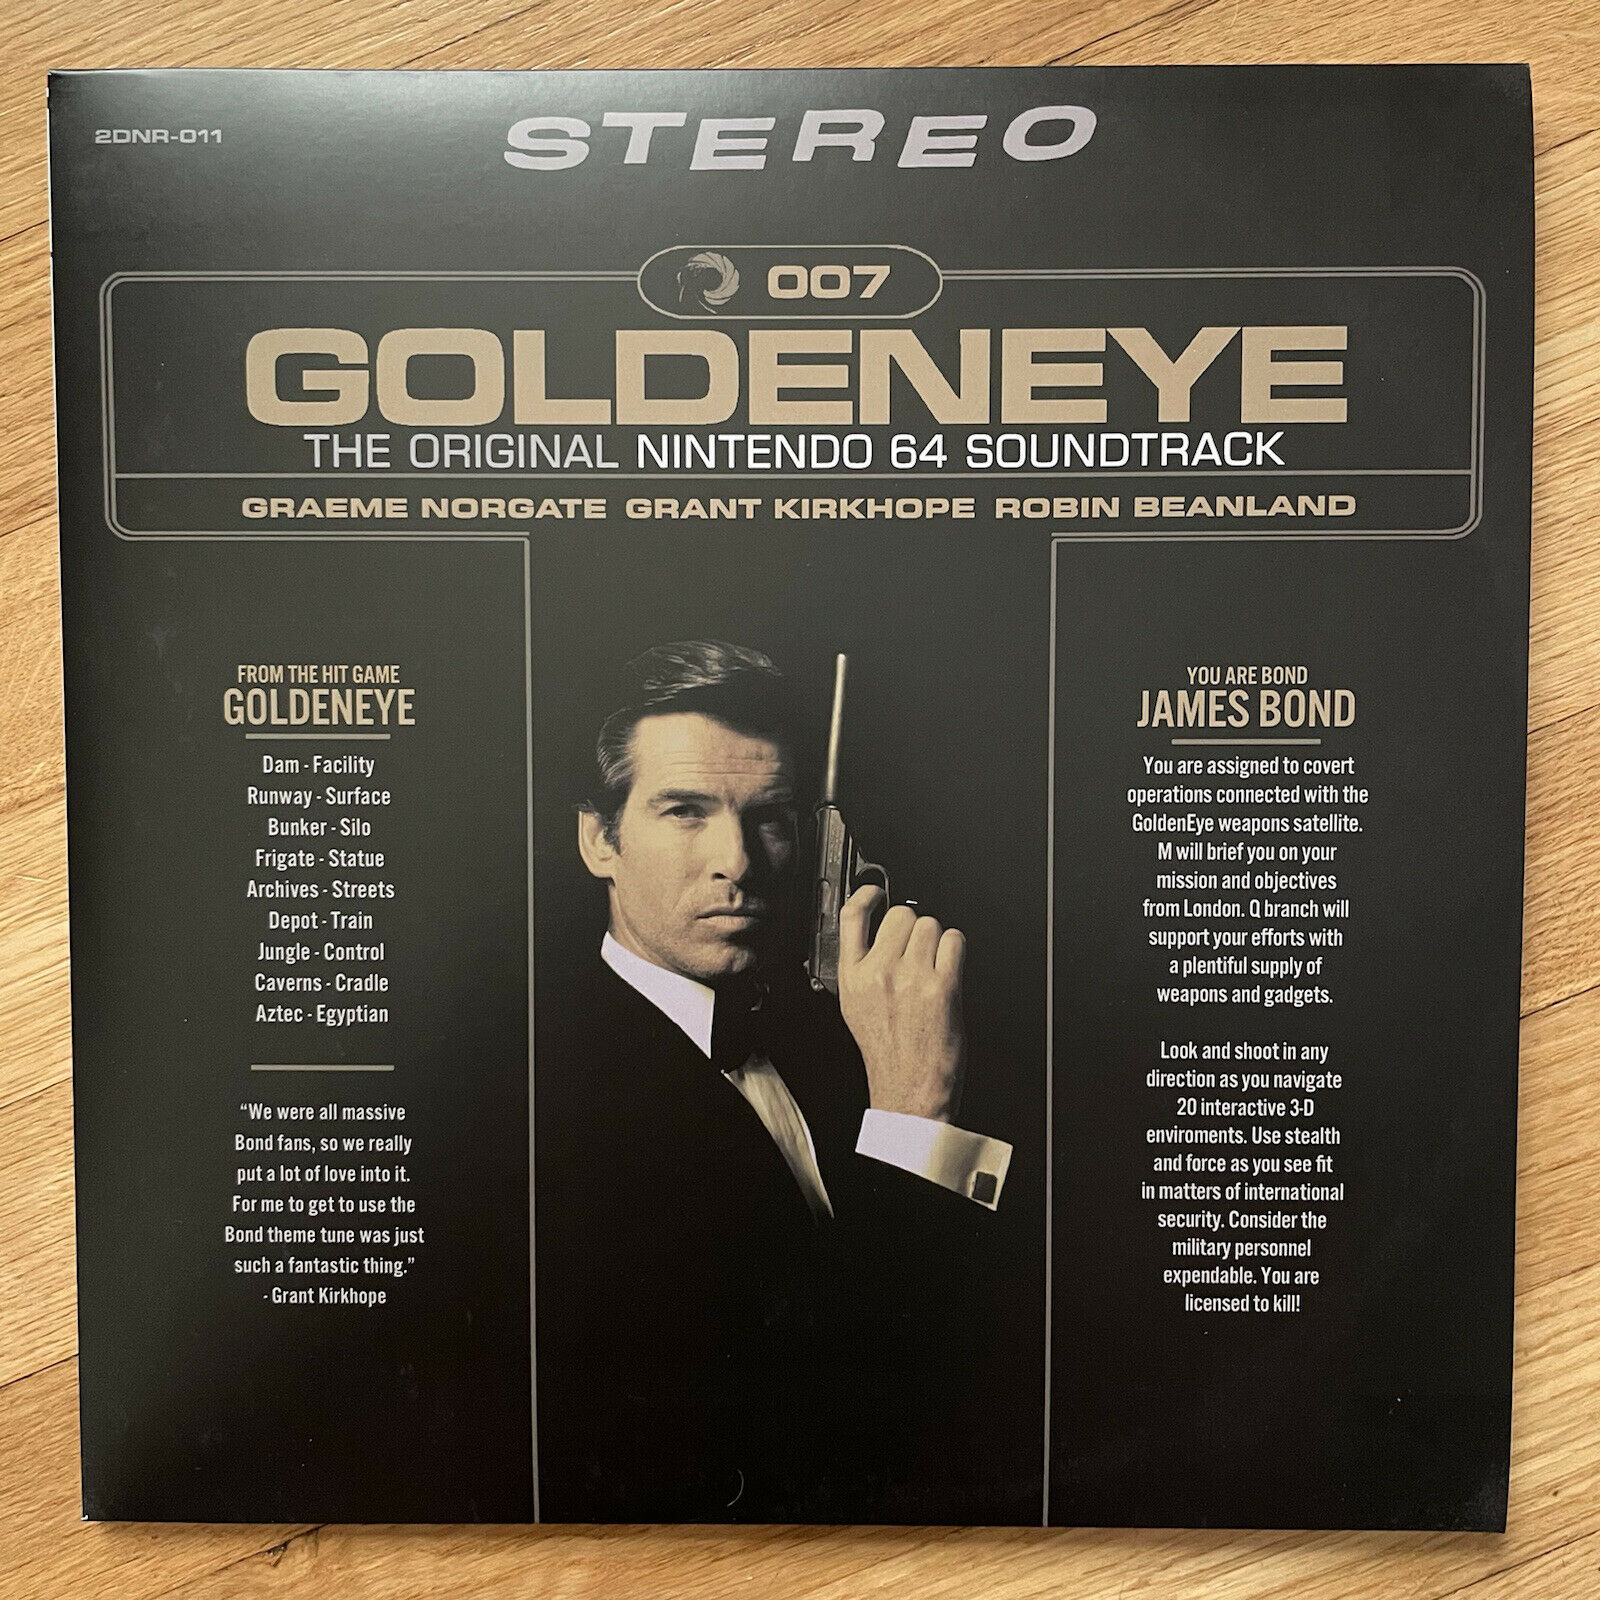 2DNR-011
STEREO
007
GOLDENEYE
THE ORIGINAL NINTENDO 64 SOUNDTRACK
GRAEME NORGATE GRANT KIRKHOPE ROBIN BEANLAND
FROM THE HIT GAME
GOLDENEYE
Dam - Facility
Runway - Surface
Bunker - Silo
Frigate - Statue
Archives - Streets
Depot - Train
Jungle - Control
Caverns - Cradle
Aztec - Egyptian
“We were all massive
Bond fans, so we really
put a lot of love into it.
For me to get to use the
Bond theme tune was just
such a fantastic thing.”
- Grant Kirkhope
YOU ARE BOND
JAMES BOND
You are assigned to covert
operations connected with the
GoldenEye weapons satellite.
M will brief you on your
mission and objectives
from London. Q branch will
support your efforts with
a plentiful supply of
weapons and gadgets.
Look and shoot in any
direction as you navigate
20 interactive 3-D
enviroments. Use stealth
and force as you see fit
in matters of international
security. Consider the
military personnel
expendable. You are
licensed to kill!